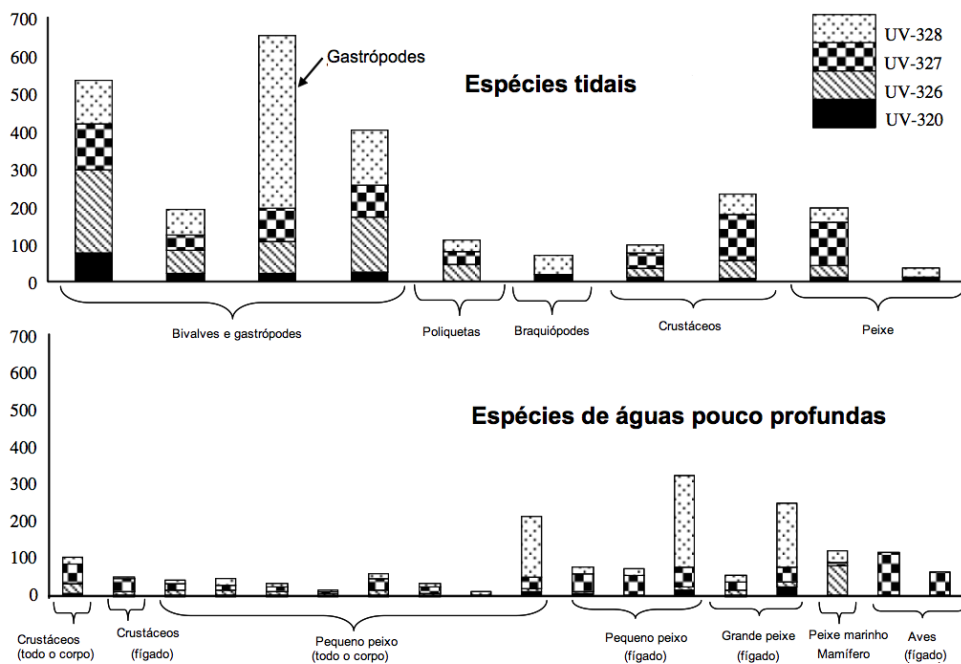 700
600
500
400
300
200
100
0
Gastrópodes
Espécies tidais
UV-328
UV-327
UV-326
UV-320
Bivalves e gastrópodes
Poliquetas
Braquiópodes
Crustáceos
Peixe
700
600
500
400
300
200
100
0
Espécies de águas pouco profundas
Crustáceos
(todo o corpo)
Crustáceos
(fígado)
Pequeno peixo
(todo o corpo)
Pequeno peixo
(fígado)
Grande peixe
(fígado)
Peixe marinho
Mamífero
Aves
(fígado)